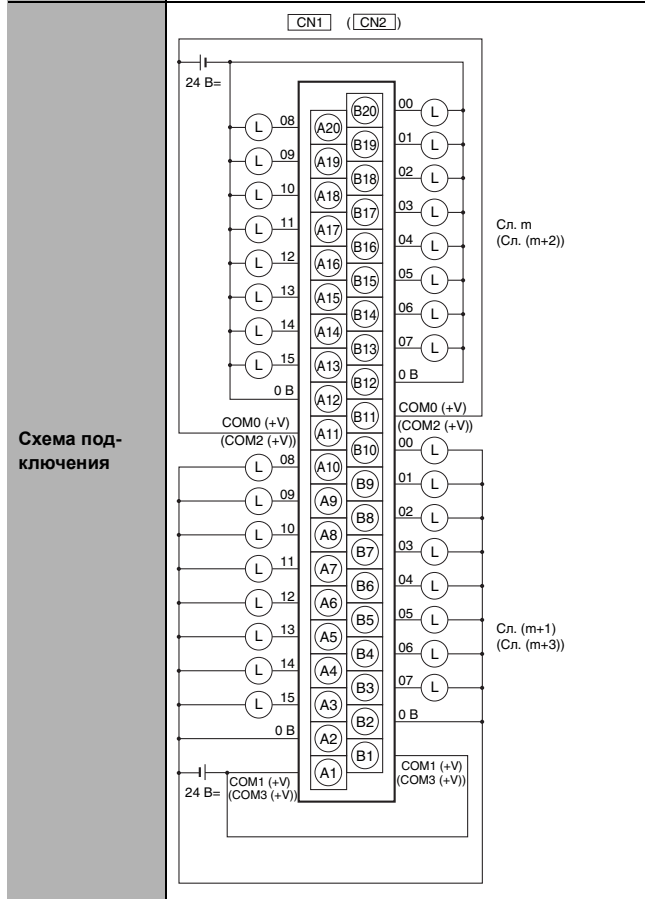 CN1 (CN2)
24 В=
08 A20 B20 00 L
L 09 A19 B19 01 L
L 10 A18 B18 02 L
L 11 A17 B17 03 L
L 12 A16 B16 04 L
L 13 A15 B15 05 L
L 14 A14 B14 06 L
L 15 A13 B13 07 L
L 0 В A12 B12 0 В
COM0 (+V) A11 B11 COM0 (+V)
(COM2 (+V)) (COM2 (+V))
L 08 A10 B10 00 L
L 09 A9 B9 01 L
L 10 A8 B8 02 L
L 11 A7 B7 03 L
L 12 A6 B6 04 L
L 13 A5 B5 05 L
L 14 A4 B4 06 L
L 15 A3 B3 07 L
0 В A2 B2 0 В
24 В= COM1 (+V) A1 B1 COM1 (+V)
(COM3 (+V)) (COM3 (+V))
Сл. m
(Сл. (m+2))
Сл. (m+1)
(Сл. (m+3))
Схема под-
ключения